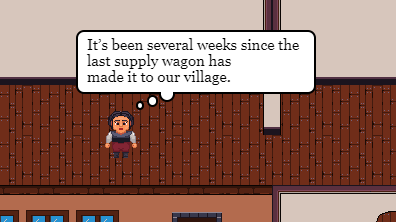 It's been several weeks since the
last supply wagon has
made it to our village.